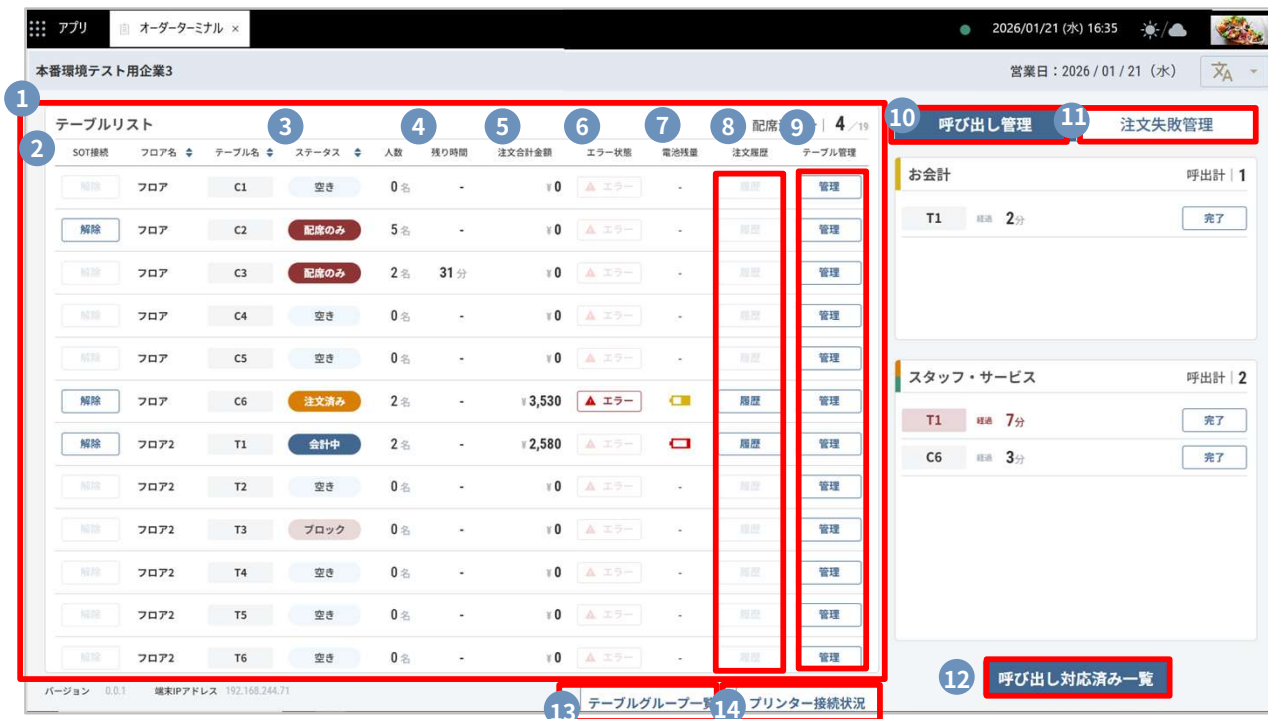 アプリ オーダーターミナル × 2026/01/21 (水) 16:35
本番環境テスト用企業3 営業日：2026 / 01 / 21 （水）
1
テーブルリスト 配席 4 / 19
2 3 4 5 6 7 8 9
SOT接続 フロア名 テーブル名 ステータス 人数 残り時間 注文合計金額 エラー状態 電池残量 注文履歴 テーブル管理
解除 フロア C1 空き 0名 - ¥0 エラー - 履歴 管理
解除 フロア C2 配席のみ 5名 - ¥0 エラー - 履歴 管理
解除 フロア C3 配席のみ 2名 31分 ¥0 エラー - 履歴 管理
解除 フロア C4 空き 0名 - ¥0 エラー - 履歴 管理
解除 フロア C5 空き 0名 - ¥0 エラー - 履歴 管理
解除 フロア C6 注文済み 2名 - ¥3,530 エラー 履歴 管理
解除 フロア2 T1 会計中 2名 - ¥2,580 エラー 履歴 管理
解除 フロア2 T2 空き 0名 - ¥0 エラー - 履歴 管理
解除 フロア2 T3 ブロック 0名 - ¥0 エラー - 履歴 管理
解除 フロア2 T4 空き 0名 - ¥0 エラー - 履歴 管理
解除 フロア2 T5 空き 0名 - ¥0 エラー - 履歴 管理
解除 フロア2 T6 空き 0名 - ¥0 エラー - 履歴 管理
10 呼び出し管理 11 注文失敗管理
お会計 呼出計 1
T1 経過 2分 完了
スタッフ・サービス 呼出計 2
T1 経過 7分 完了
C6 経過 3分 完了
12 呼び出し対応済み一覧
バージョン 0.0.1 端末IPアドレス 192.168.244.71
13 テーブルグループ一覧 14 プリンター接続状況